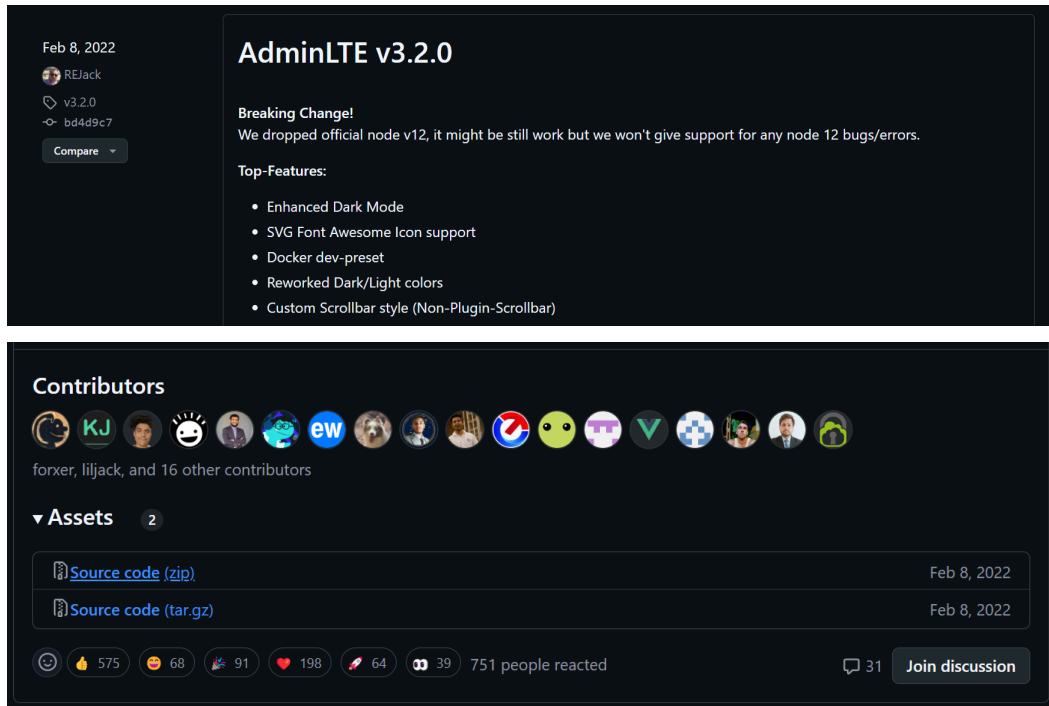 Feb 8, 2022
REJack
v3.2.0
bd4d9c7
Compare
AdminLTE v3.2.0
Breaking Change!
We dropped official node v12, it might be still work but we won't give support for any node 12 bugs/errors.
Top-Features:
Enhanced Dark Mode
SVG Font Awesome Icon support
Docker dev-preset
Reworked Dark/Light colors
Custom Scrollbar style (Non-Plugin-Scrollbar)
Contributors
KJ
ew
forxer, liljack, and 16 other contributors
Assets 2
Source code (zip) Feb 8, 2022
Source code (tar.gz) Feb 8, 2022
575 68 91 198 64 39 751 people reacted 31 Join discussion